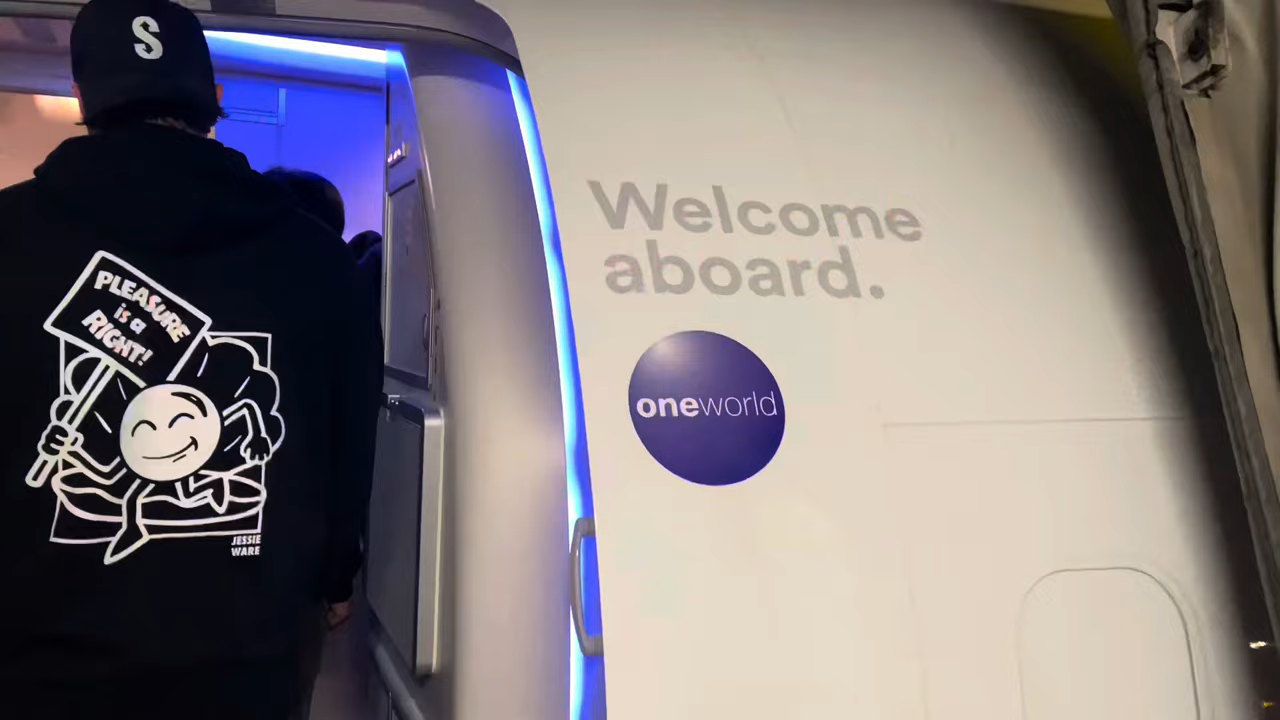 S
PLEASURE
is a
RIGHT!
JESSIE
WARE
Welcome
aboard.
oneworld